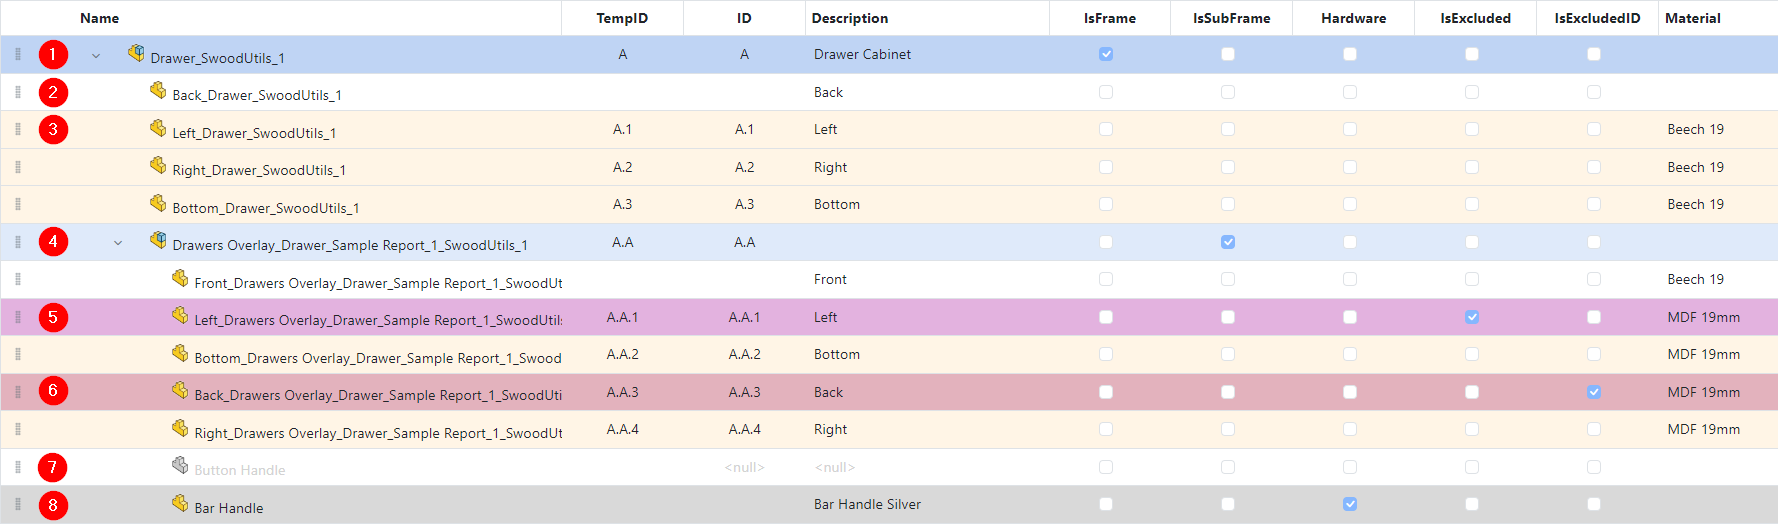 Name TempID ID Description IsFrame IsSubFrame Hardware IsExcluded IsExcludedID Material
1 Drawer_SwoodUtils_1 A A Drawer Cabinet
2 Back_Drawer_SwoodUtils_1 Back
3 Left_Drawer_SwoodUtils_1 A.1 A.1 Left Beech 19
Right_Drawer_SwoodUtils_1 A.2 A.2 Right Beech 19
Bottom_Drawer_SwoodUtils_1 A.3 A.3 Bottom Beech 19
4 Drawers Overlay_Drawer_Sample Report_1_SwoodUtils_1 A.A A.A
Front_Drawers Overlay_Drawer_Sample Report_1_SwoodUt Front Beech 19
5 Left_Drawers Overlay_Drawer_Sample Report_1_SwoodUtils A.A.1 A.A.1 Left MDF 19mm
Bottom_Drawers Overlay_Drawer_Sample Report_1_Swood A.A.2 A.A.2 Bottom MDF 19mm
6 Back_Drawers Overlay_Drawer_Sample Report_1_SwoodUti A.A.3 A.A.3 Back MDF 19mm
Right_Drawers Overlay_Drawer_Sample Report_1_SwoodUt A.A.4 A.A.4 Right MDF 19mm
7 Button Handle <null> <null>
8 Bar Handle Bar Handle Silver